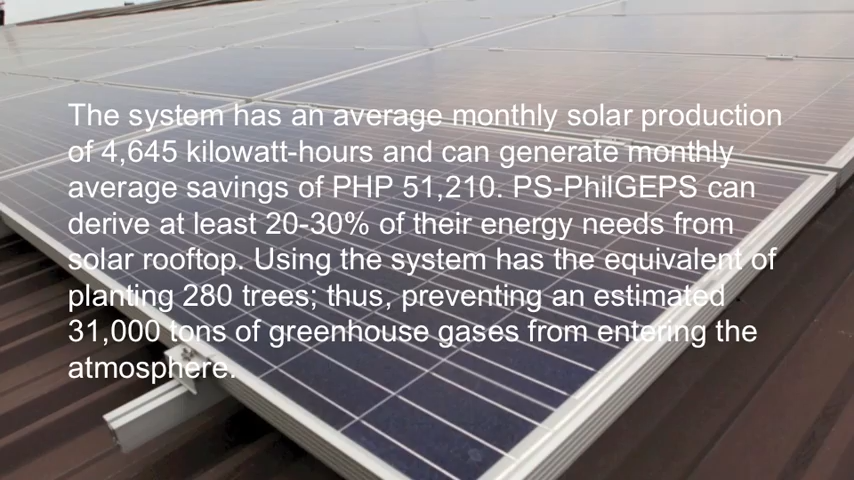 The system has an average monthly solar production
of 4,645 kilowatt-hours and can generate monthly
average savings of PHP 51,210. PS-PhilGEPS can
derive at least 20-30% of their energy needs from
solar rooftop. Using the system has the equivalent of
planting 280 trees; thus, preventing an estimated
31,000 tons of greenhouse gases from entering the
atmosphere.